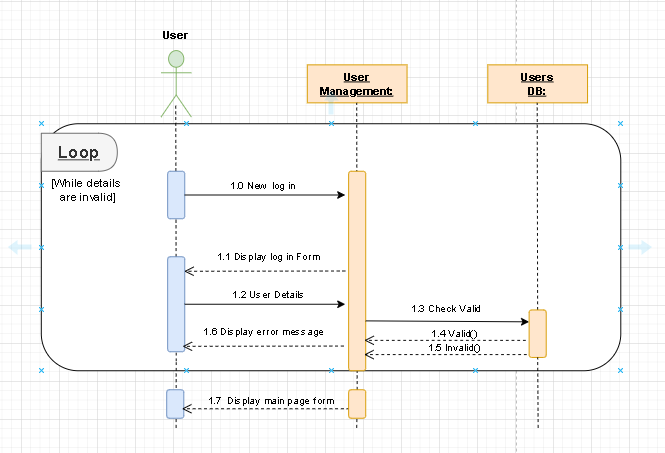 User
User
Management:
Users
DB:
Loop
[While details
are invalid]
1.0 New log in
1.1 Display log in Form
1.2 User Details
1.3 Check Valid
1.6 Display error message
1.4 Valid()
1.5 Invalid()
1.7 Display main page form